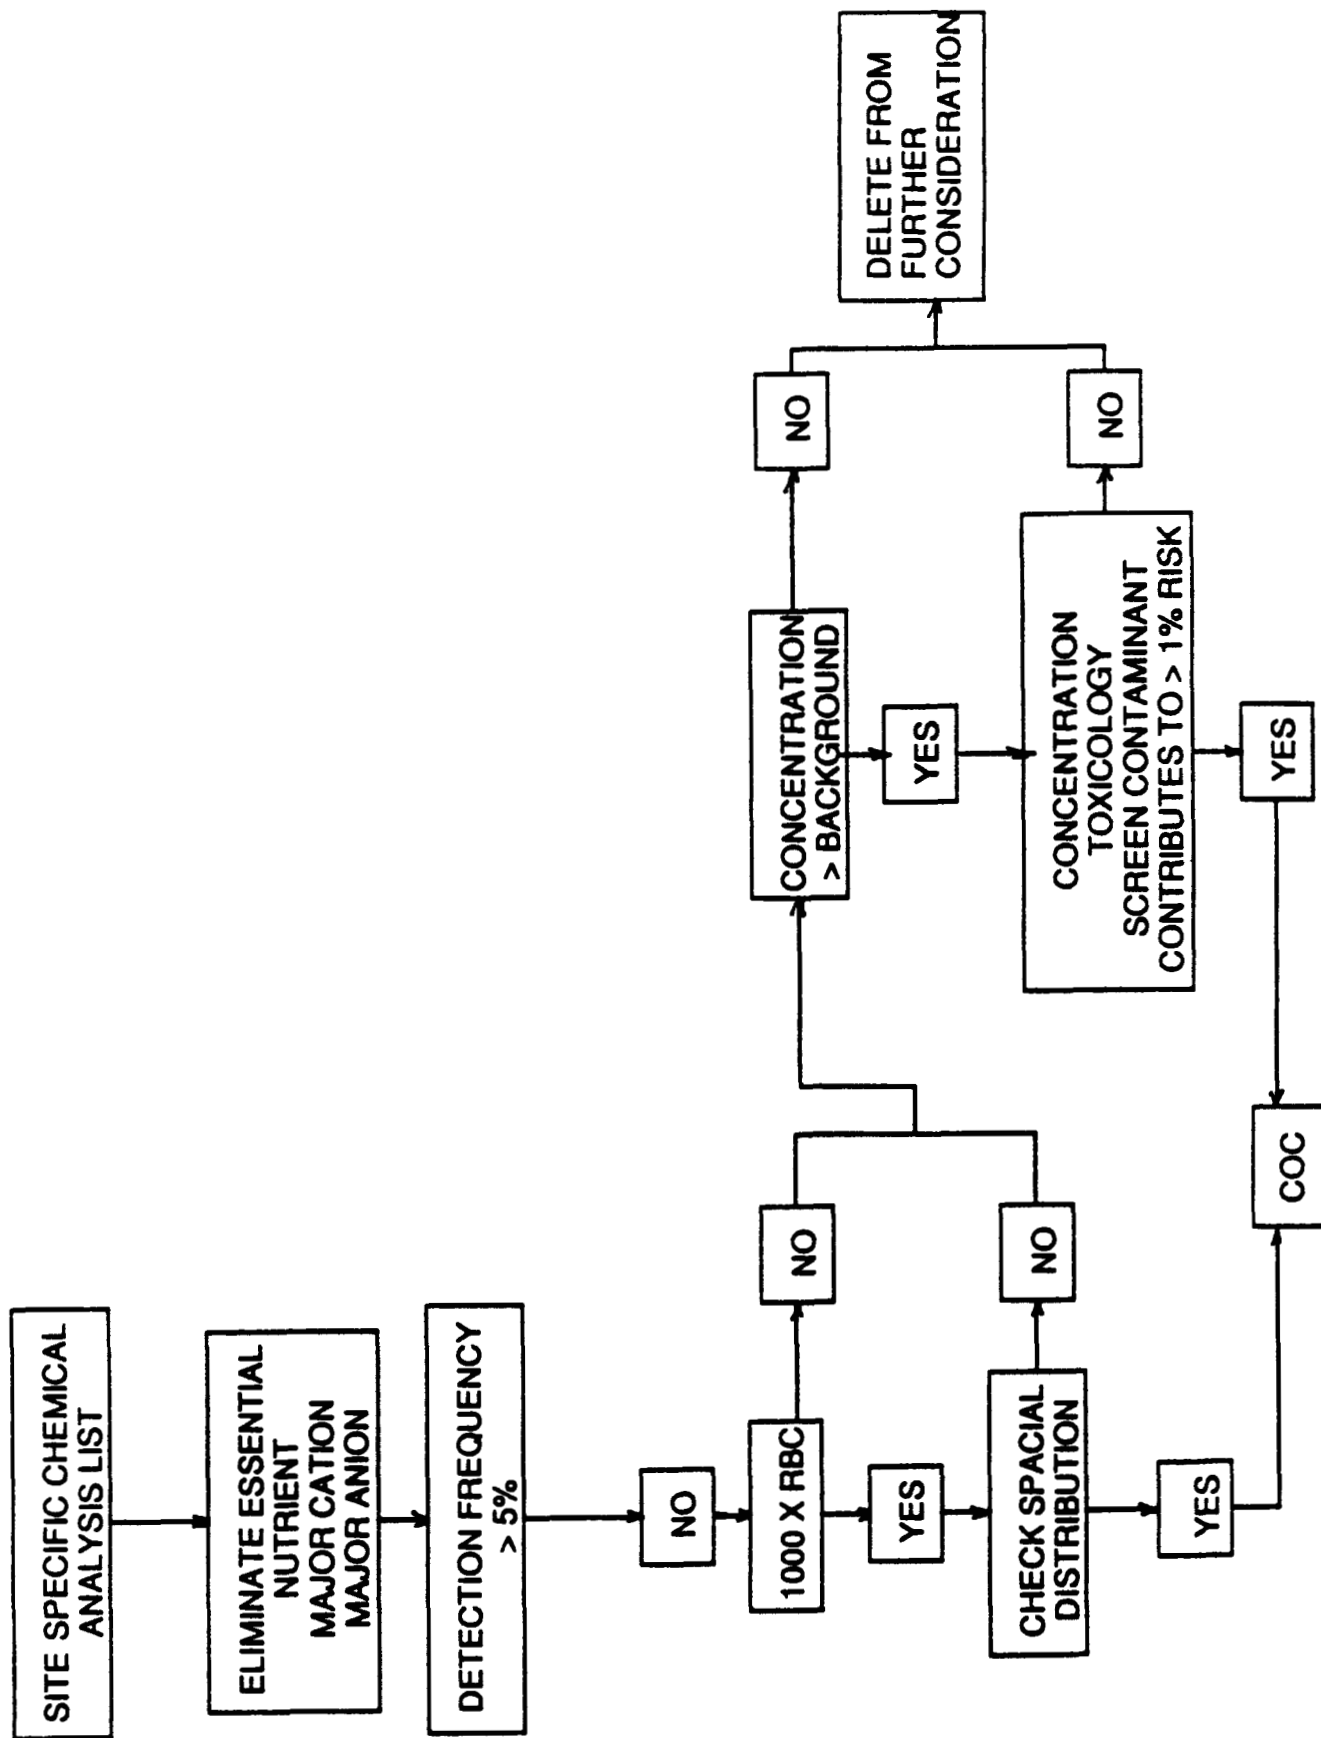 SITE SPECIFIC CHEMICAL
ANALYSIS LIST
ELIMINATE ESSENTIAL
NUTRIENT
MAJOR CATION
MAJOR ANION
DETECTION FREQUENCY
> 5%
NO
1000 X RBC
NO
YES
CHECK SPACIAL
DISTRIBUTION
NO
YES
CONCENTRATION
> BACKGROUND
NO
YES
CONCENTRATION
TOXICOLOGY
SCREEN CONTAMINANT
CONTRIBUTES TO > 1% RISK
NO
YES
COC
DELETE FROM
FURTHER
CONSIDERATION